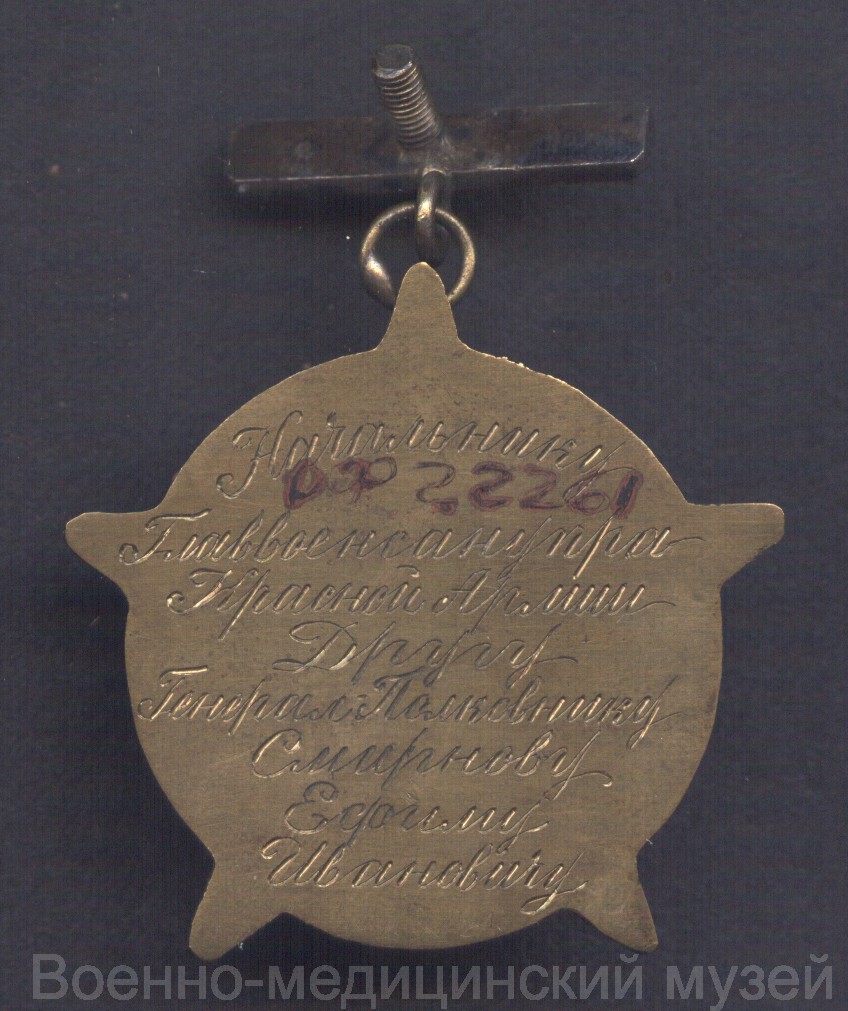 Начальнику
ОФ 22261
Главвоенсанупра
Красной Армии
Другу
Генерал-Полковнику
Смирнову
Ефиму
Ивановичу
Военно-медицинский музей